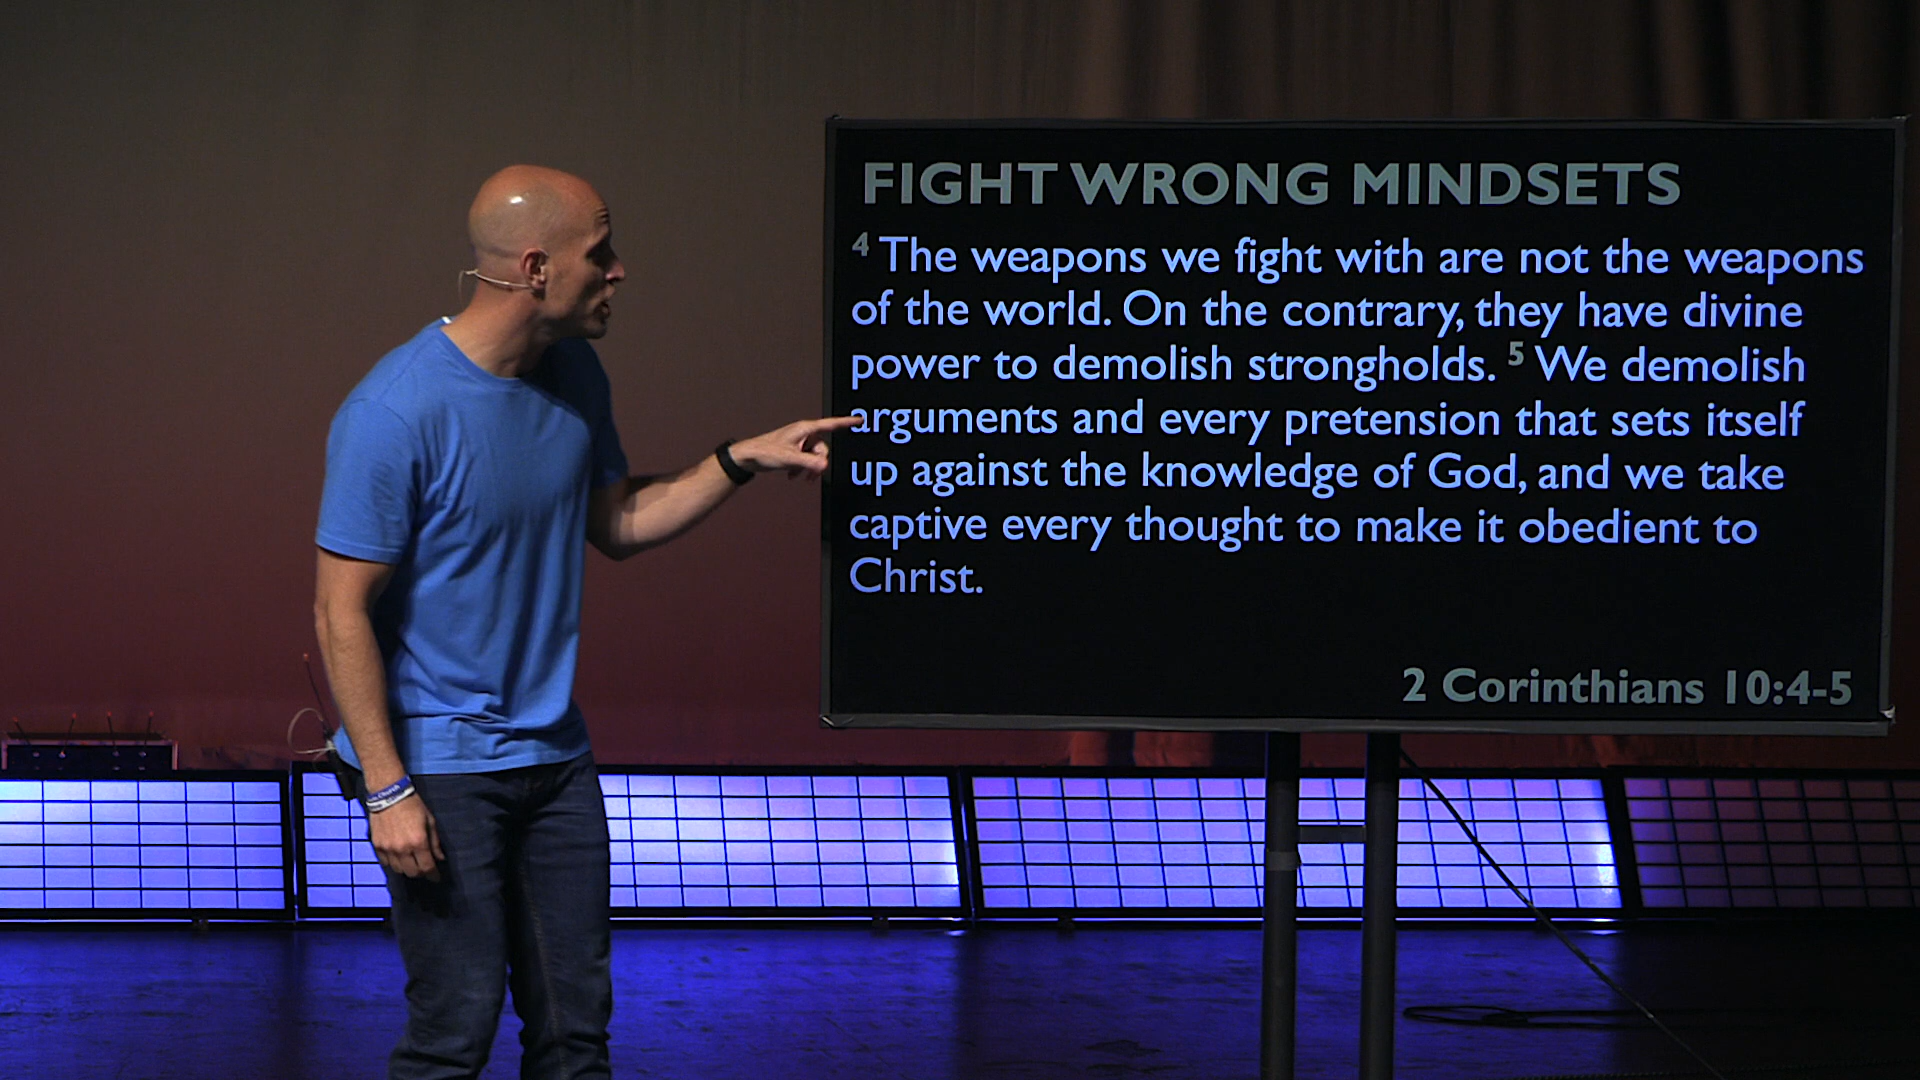 FIGHT WRONG MINDSETS
4 The weapons we fight with are not the weapons
of the world. On the contrary, they have divine
power to demolish strongholds. 5 We demolish
arguments and every pretension that sets itself
up against the knowledge of God, and we take
captive every thought to make it obedient to
Christ.
2 Corinthians 10:4-5